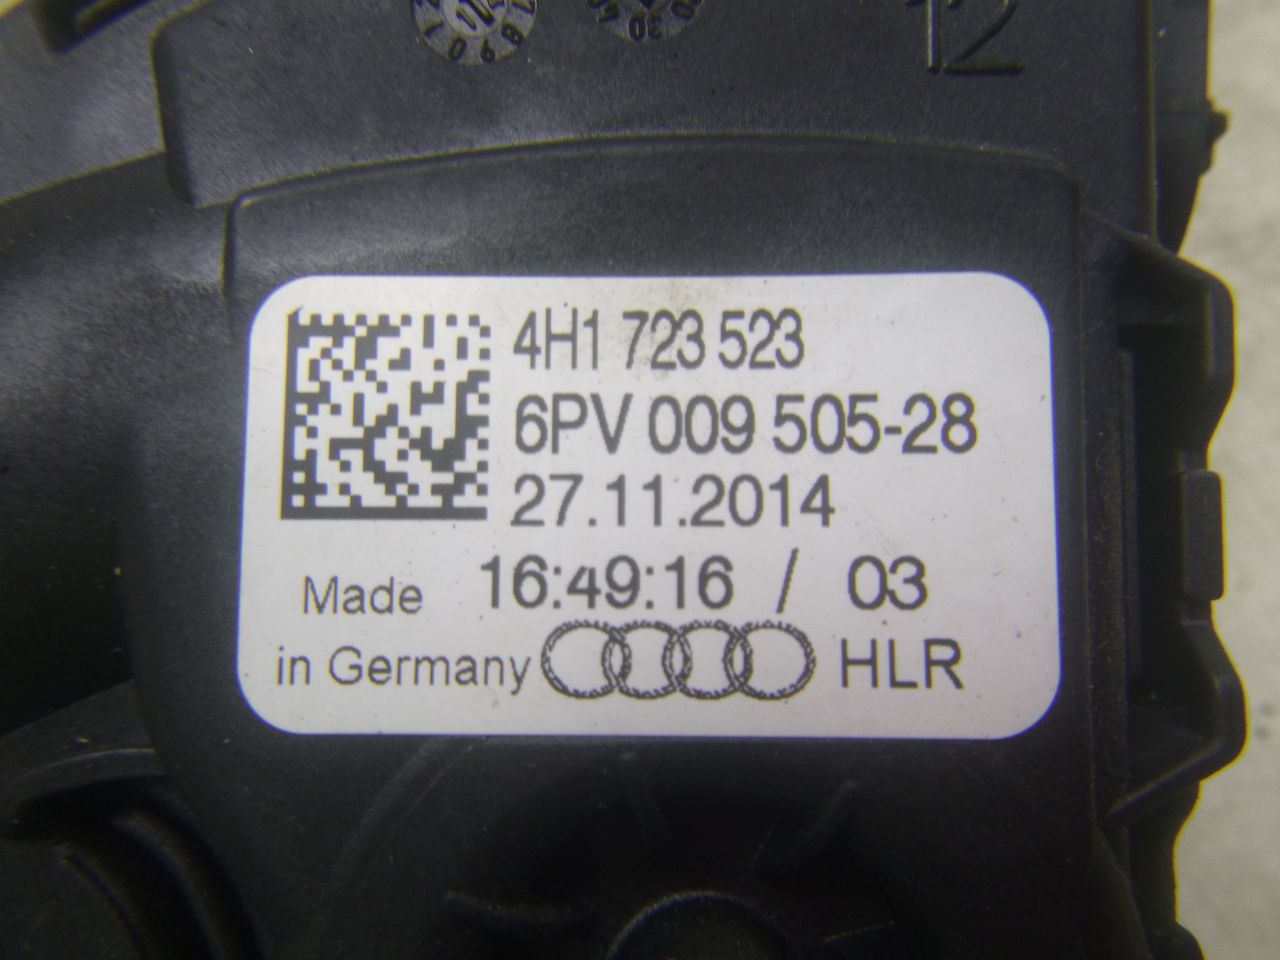 12
4H1 723 523
6PV 009 505-28
27.11.2014
Made 16:49:16 / 03
in Germany HLR